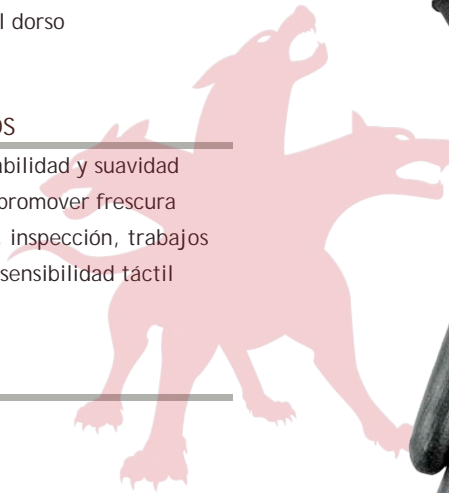 l dorso
OS
abilidad y suavidad
promover frescura
, inspección, trabajos
sensibilidad táctil